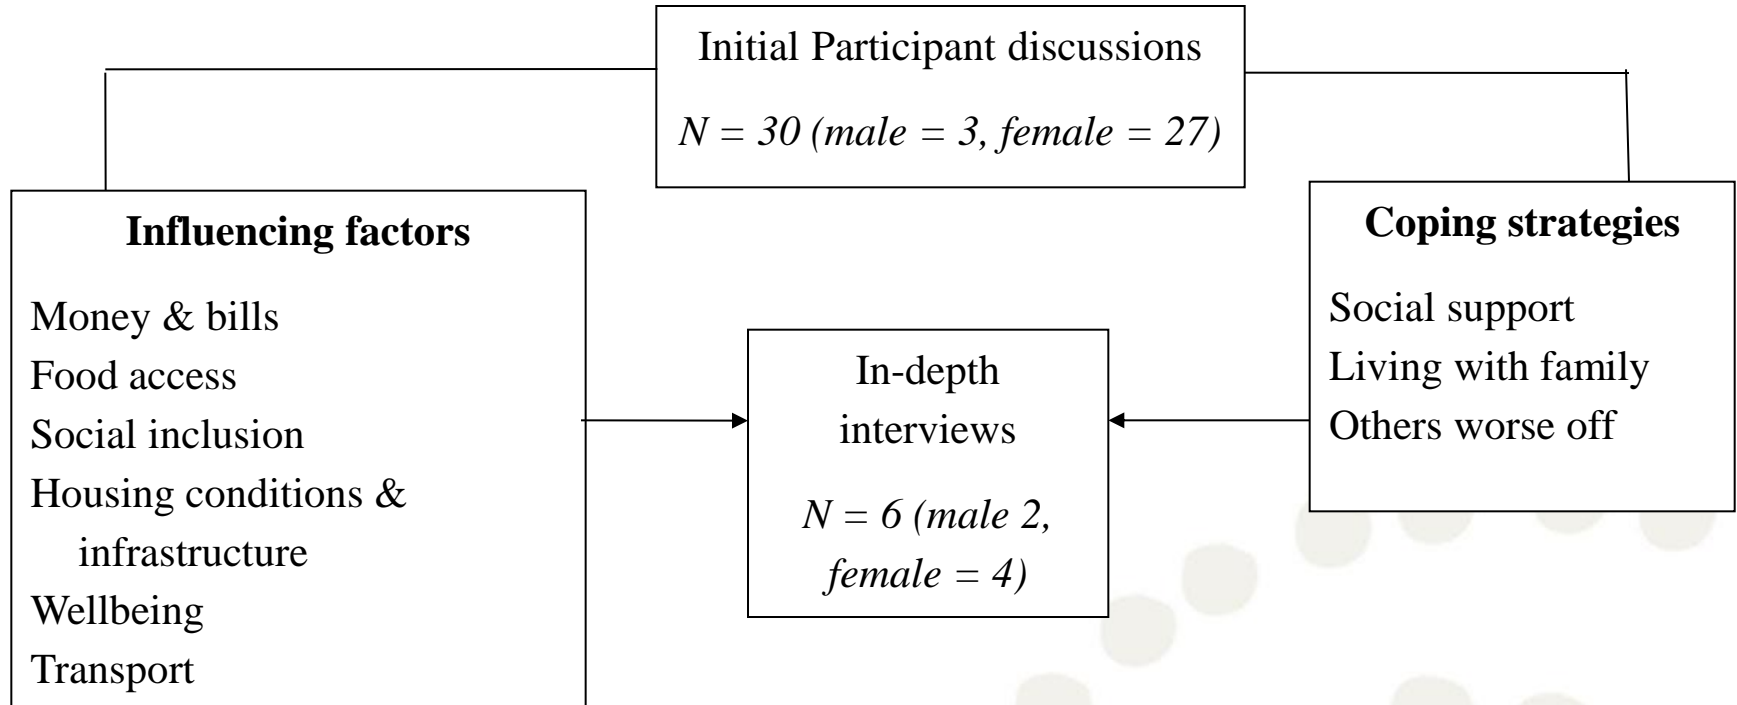 Initial Participant discussions
N = 30 (male = 3, female = 27)
Influencing factors
Money & bills
Food access
Social inclusion
Housing conditions &
infrastructure
Wellbeing
Transport
In-depth
interviews
N = 6 (male 2,
female = 4)
Coping strategies
Social support
Living with family
Others worse off